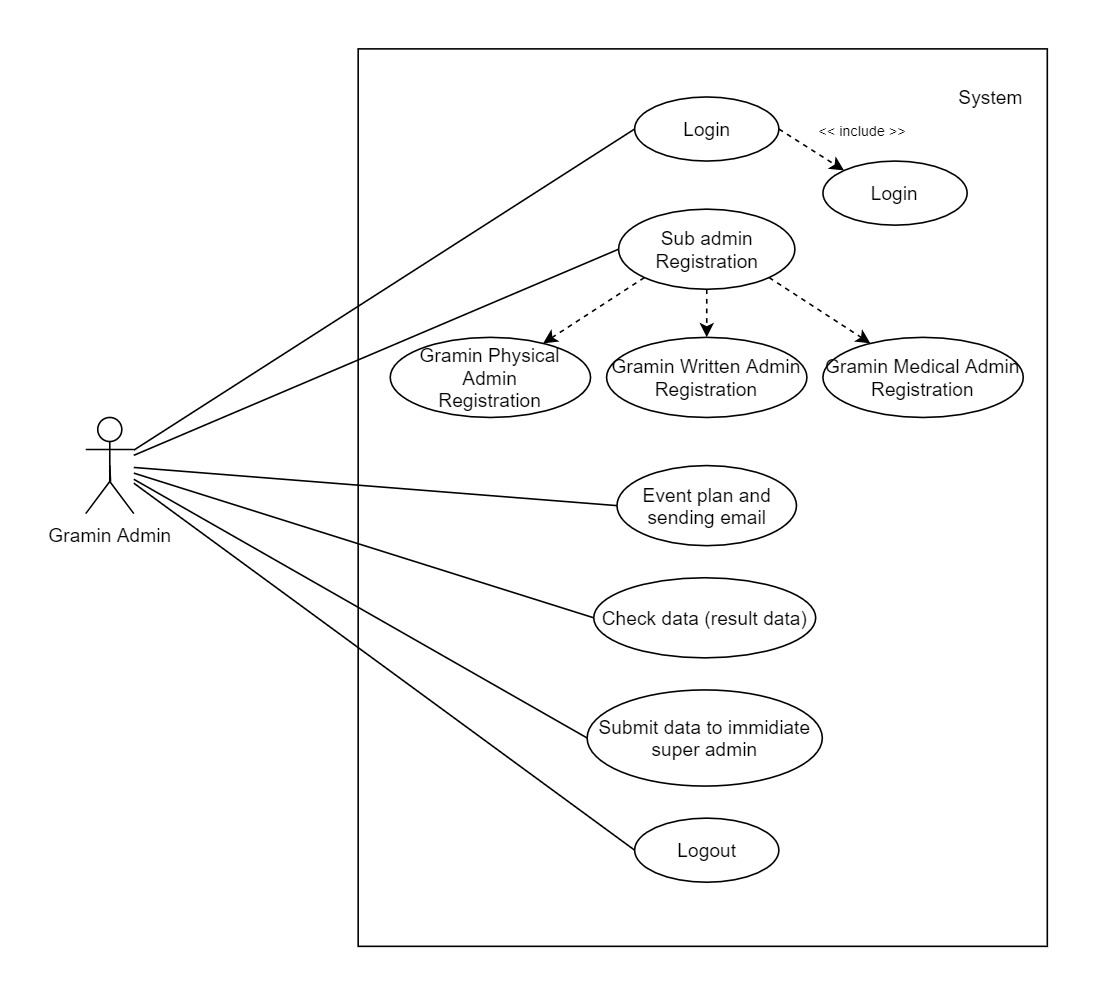 System
Login
<< include >>
Login
Sub admin
Registration
Gramin Physical
Admin
Registration
Gramin Written Admin
Registration
Gramin Medical Admin
Registration
Event plan and
sending email
Gramin Admin
Check data (result data)
Submit data to immidiate
super admin
Logout